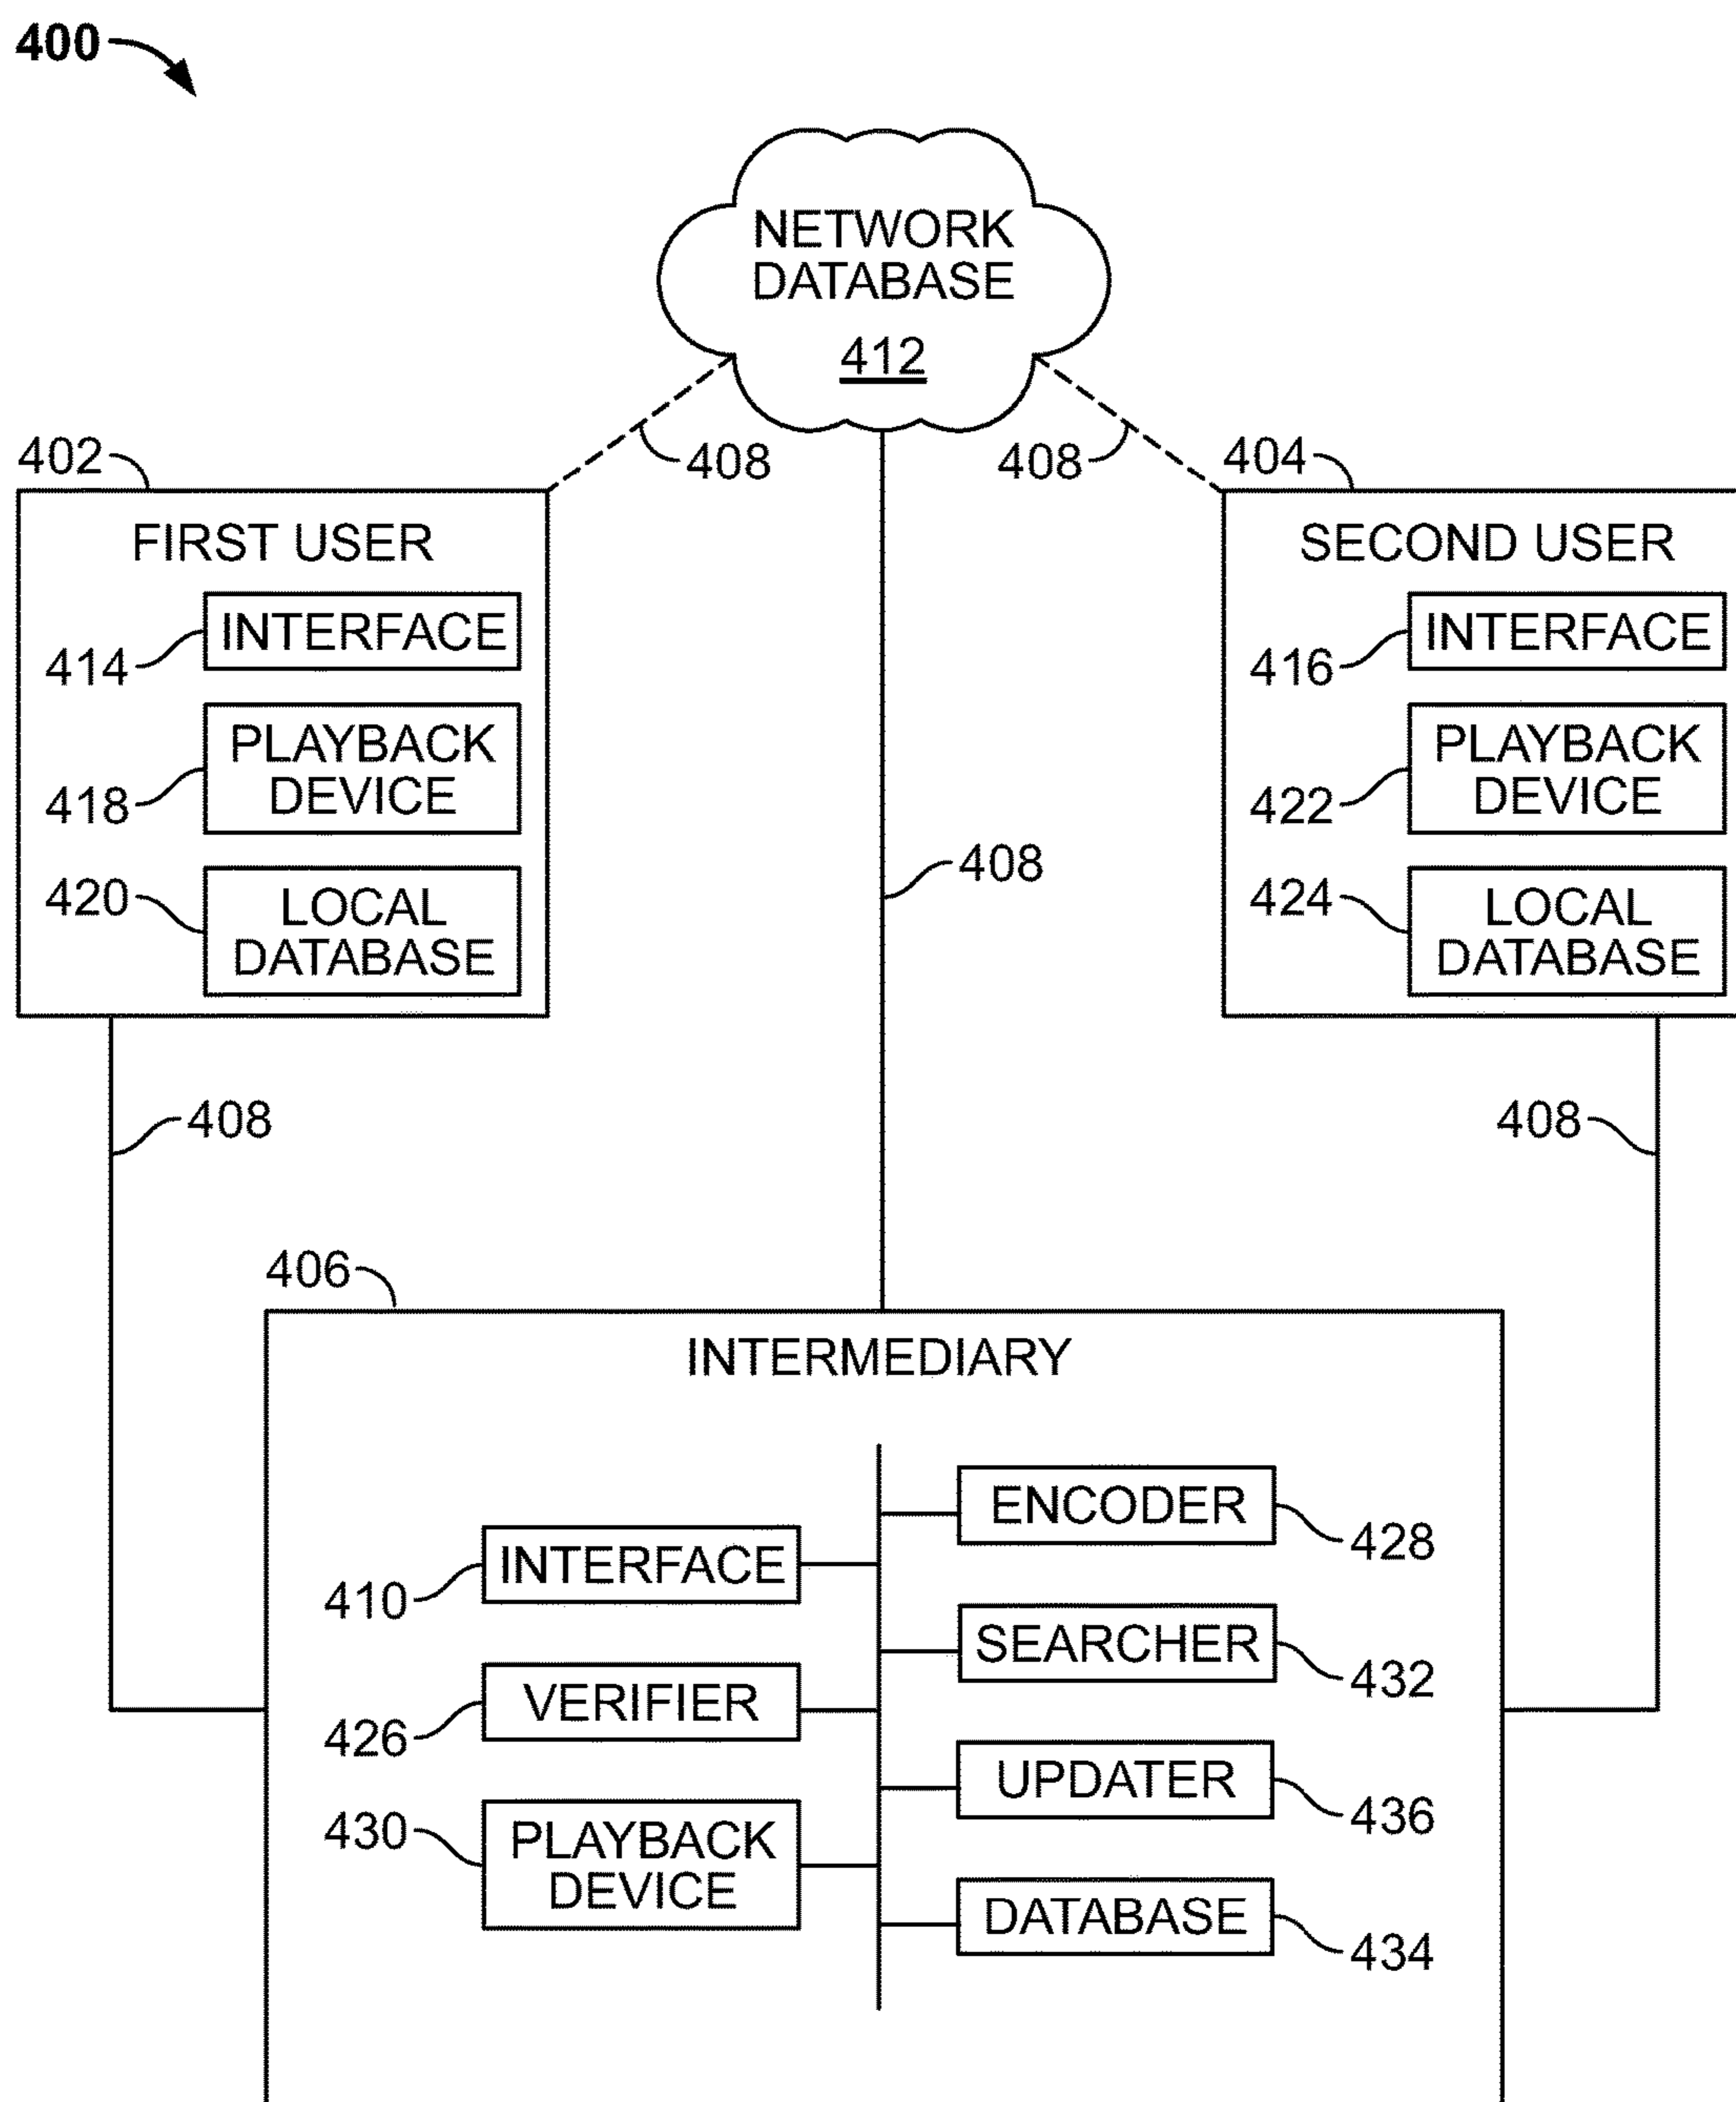 400
NETWORK
DATABASE
412
408
408
402
FIRST USER
414
INTERFACE
418
PLAYBACK
DEVICE
420
LOCAL
DATABASE
404
SECOND USER
416
INTERFACE
422
PLAYBACK
DEVICE
424
LOCAL
DATABASE
408
408
408
406
INTERMEDIARY
410
INTERFACE
426
VERIFIER
430
PLAYBACK
DEVICE
ENCODER
428
SEARCHER
432
UPDATER
436
DATABASE
434